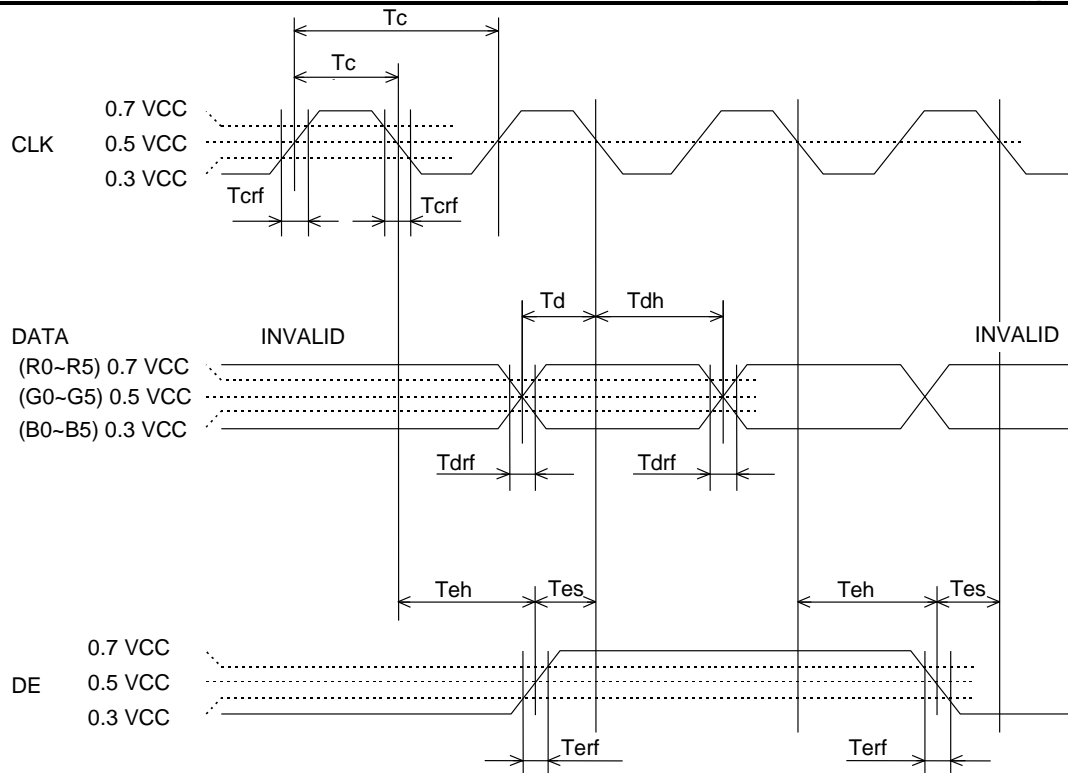 Tc
Tc
0.7 VCC
CLK 0.5 VCC
0.3 VCC
Tcrf Tcrf
Td Tdh
DATA INVALID INVALID
(R0~R5) 0.7 VCC
(G0~G5) 0.5 VCC
(B0~B5) 0.3 VCC
Tdrf Tdrf
Teh Tes Teh Tes
0.7 VCC
DE 0.5 VCC
0.3 VCC
Terf Terf